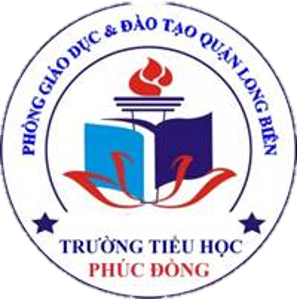 PHÒNG GIÁO DỤC & ĐÀO TẠO QUẬN LONG BIÊN
TRƯỜNG TIỂU HỌC
PHÚC ĐỒNG